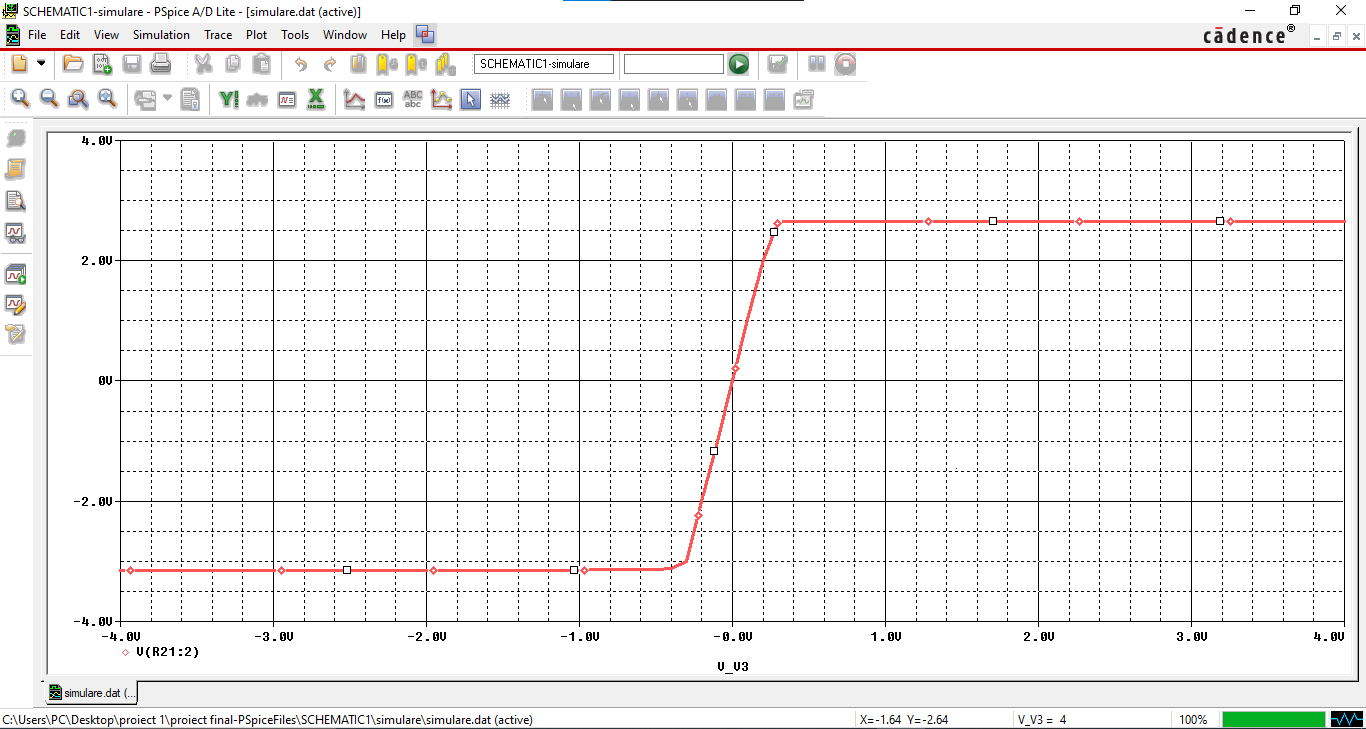 SCHEMATIC1-simulare - PSpice A/D Lite - [simulare.dat (active)]
File Edit View Simulation Trace Plot Tools Window Help
cādence®
SCHEMATIC1-simulare
ABC
abc
4.0V
2.0V
0V
-2.0V
-4.0V
-4.0V -3.0V -2.0V -1.0V -0.0V 1.0V 2.0V 3.0V 4.0V
V(R21:2)
V_V3
simulare.dat (...
C:\Users\PC\Desktop\proiect 1\proiect final-PSpiceFiles\SCHEMATIC1\simulare\simulare.dat (active) X=-1.64 Y=-2.64 V_V3 = 4 100%